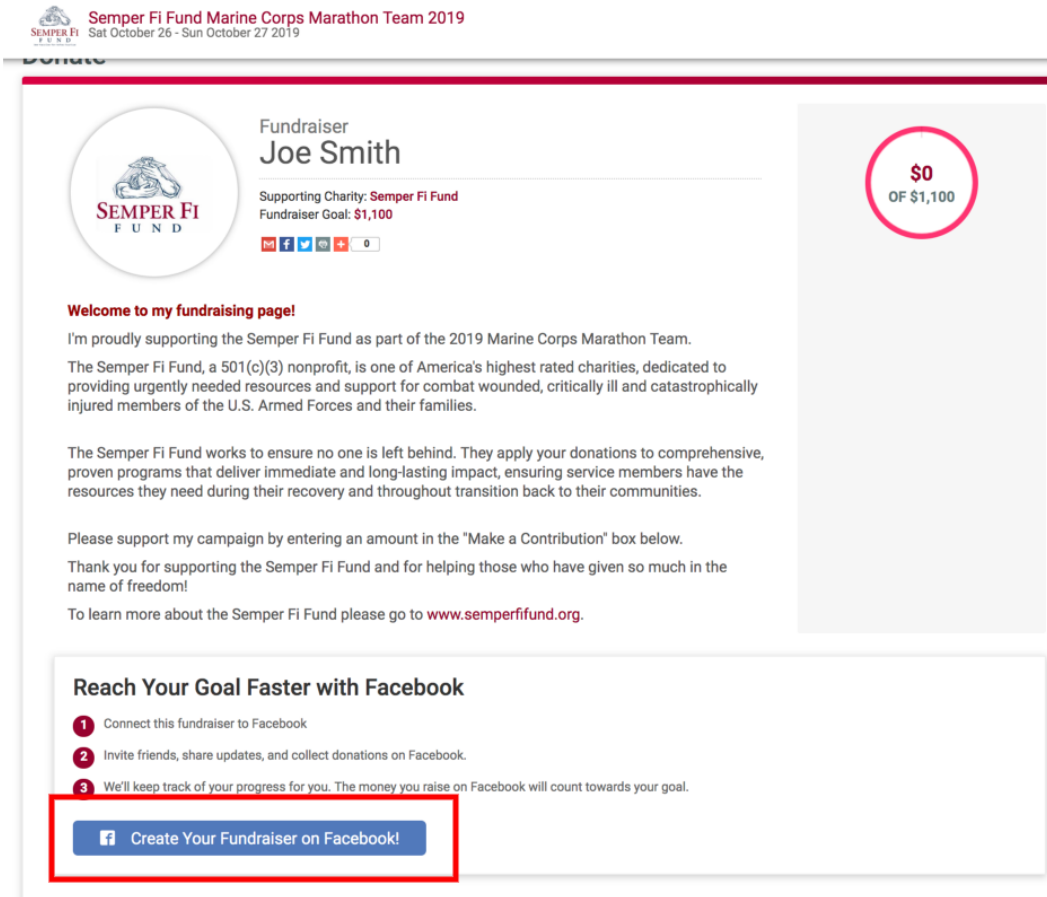 Semper Fi Fund Marine Corps Marathon Team 2019
SEMPER FI
FUND
Sat October 26 - Sun October 27 2019
Donate
Fundraiser
Joe Smith
SEMPER FI
FUND
Supporting Charity: Semper Fi Fund
Fundraiser Goal: $1,100
0
$0
OF $1,100
Welcome to my fundraising page!
I'm proudly supporting the Semper Fi Fund as part of the 2019 Marine Corps Marathon Team.
The Semper Fi Fund, a 501(c)(3) nonprofit, is one of America's highest rated charities, dedicated to
providing urgently needed resources and support for combat wounded, critically ill and catastrophically
injured members of the U.S. Armed Forces and their families.
The Semper Fi Fund works to ensure no one is left behind. They apply your donations to comprehensive,
proven programs that deliver immediate and long-lasting impact, ensuring service members have the
resources they need during their recovery and throughout transition back to their communities.
Please support my campaign by entering an amount in the "Make a Contribution" box below.
Thank you for supporting the Semper Fi Fund and for helping those who have given so much in the
name of freedom!
To learn more about the Semper Fi Fund please go to www.semperfifund.org.
Reach Your Goal Faster with Facebook
1 Connect this fundraiser to Facebook
2 Invite friends, share updates, and collect donations on Facebook.
3 We'll keep track of your progress for you. The money you raise on Facebook will count towards your goal.
Create Your Fundraiser on Facebook!